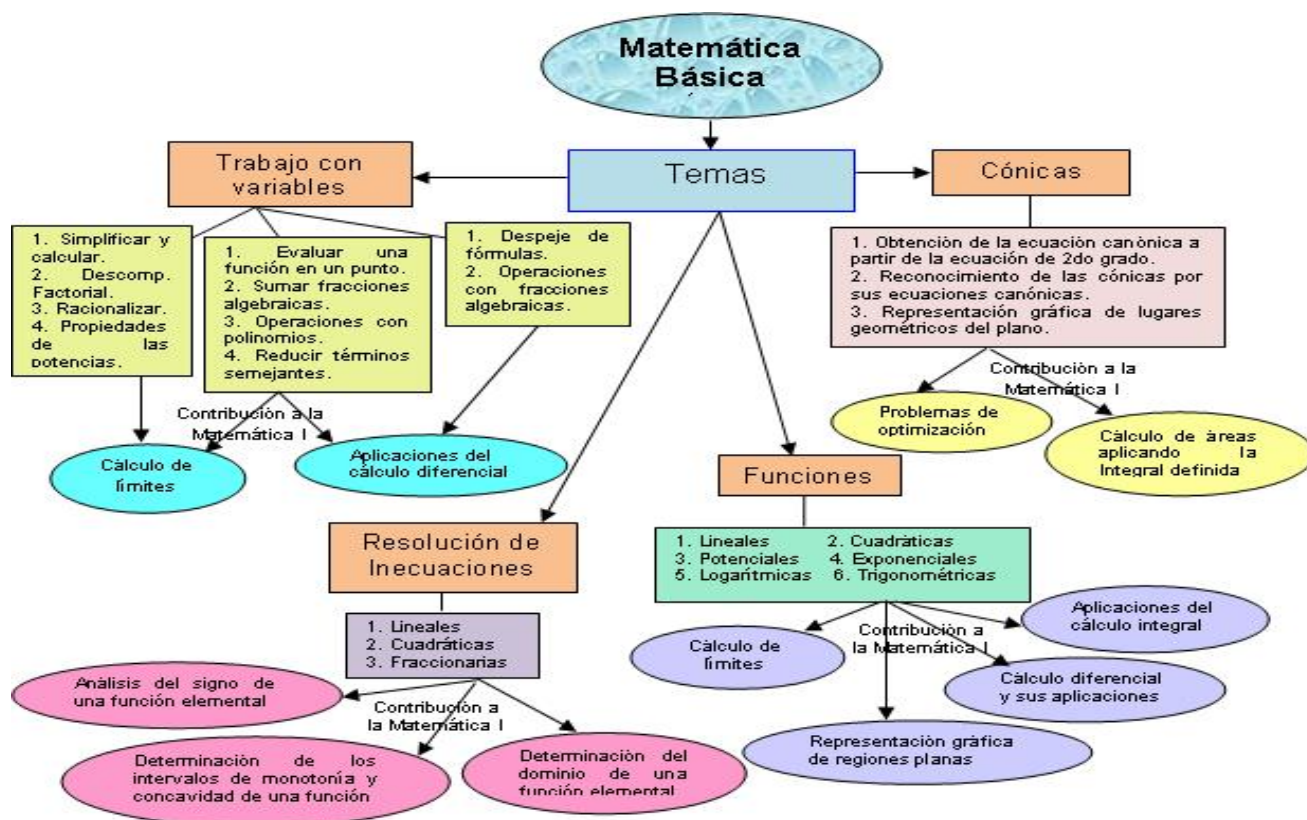 Matemática
Básica
Trabajo con
variables
Temas
Cónicas
1. Simplificar y
calcular.
2. Descomp.
Factorial.
3. Racionalizar.
4. Propiedades
de las
potencias.
1. Evaluar una
función en un punto.
2. Sumar fracciones
algebraicas.
3. Operaciones con
polinomios.
4. Reducir términos
semejantes.
1. Despeje de
fórmulas.
2. Operaciones
con fracciones
algebraicas.
1. Obtención de la ecuación canónica a
partir de la ecuación de 2do grado.
2. Reconocimiento de las cónicas por
sus ecuaciones canónicas.
3. Representación gráfica de lugares
geométricos del plano.
Contribución a la
Matemática I
Cálculo de
límites
Aplicaciones del
cálculo diferencial
Contribución a la
Matemática I
Problemas de
optimización
Cálculo de áreas
aplicando la
Integral definida
Funciones
1. Lineales 2. Cuadráticas
3. Potenciales 4. Exponenciales
5. Logarítmicas 6. Trigonométricas
Contribución a
la Matemática I
Cálculo de
límites
Aplicaciones del
cálculo integral
Cálculo diferencial
y sus aplicaciones
Representación gráfica
de regiones planas
Resolución de
Inecuaciones
1. Lineales
2. Cuadráticas
3. Fraccionarias
Análisis del signo de
una función elemental
Contribución a
la Matemática I
Determinación de los
intervalos de monotonía y
concavidad de una función
Determinación del
dominio de una
función elemental